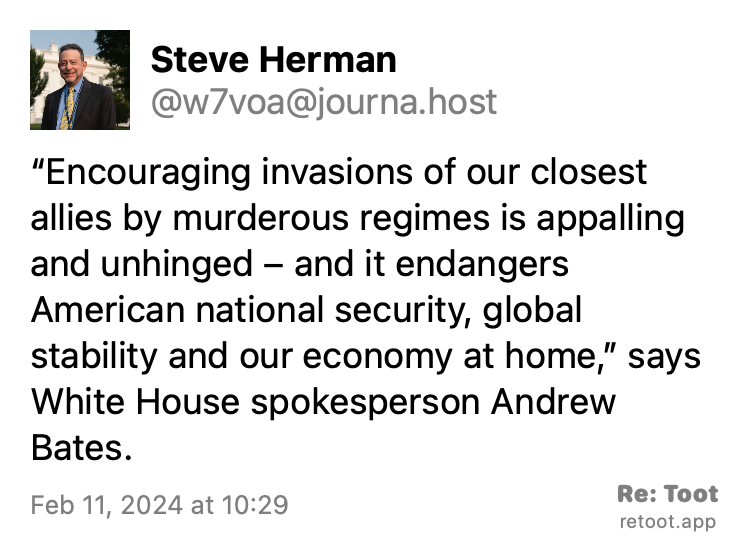 Steve Herman
@w7voa@journa.host
“Encouraging invasions of our closest
allies by murderous regimes is appalling
and unhinged – and it endangers
American national security, global
stability and our economy at home,” says
White House spokesperson Andrew
Bates.
Feb 11, 2024 at 10:29
Re: Toot
retoot.app